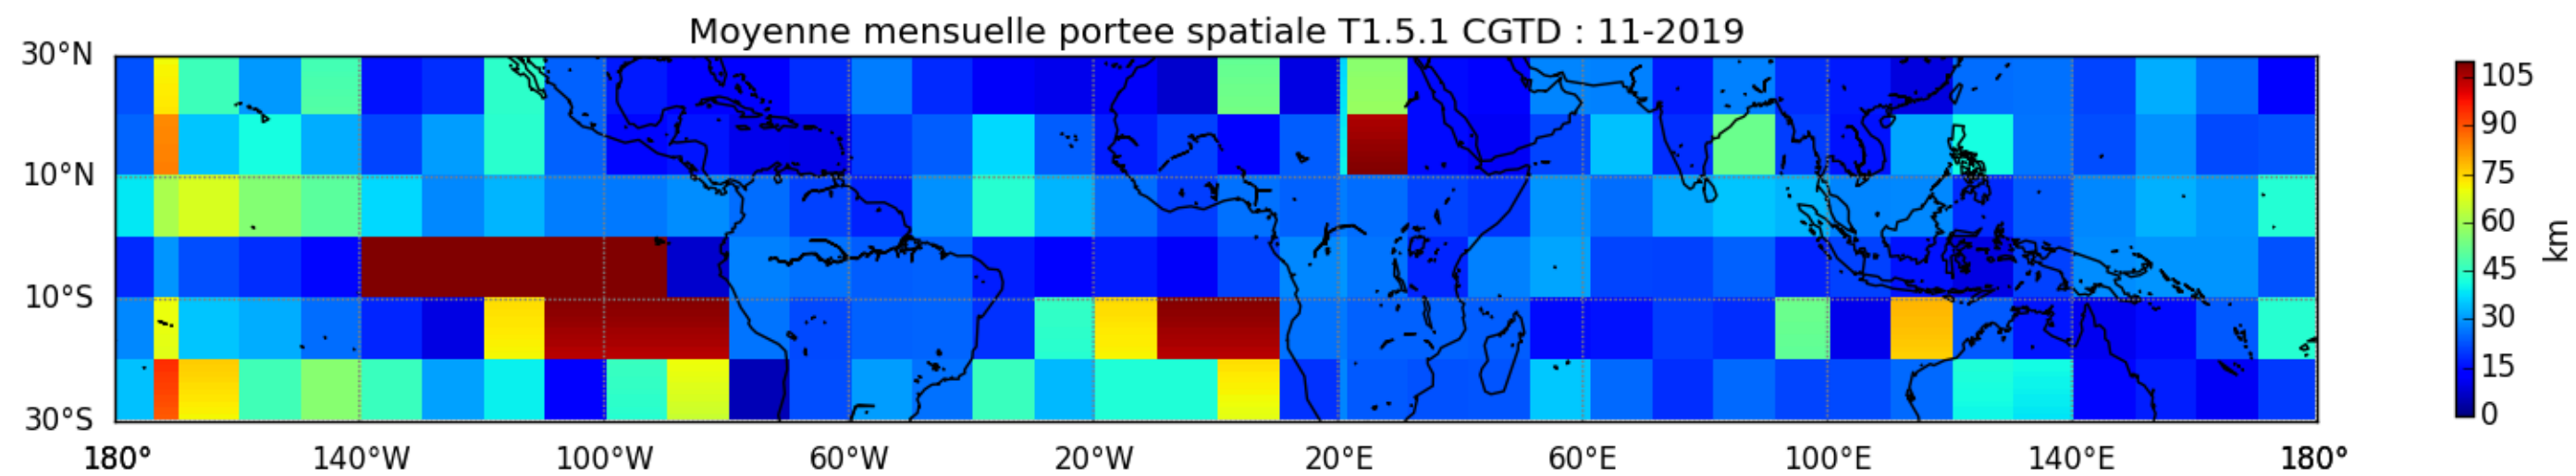 Moyenne mensuelle portee spatiale T1.5.1 CGTD : 11-2019
30°N
10°N
10°S
30°S
180° 140°W 100°W 60°W 20°W 20°E 60°E 100°E 140°E 180°
105
90
75
60
45
30
15
0
km